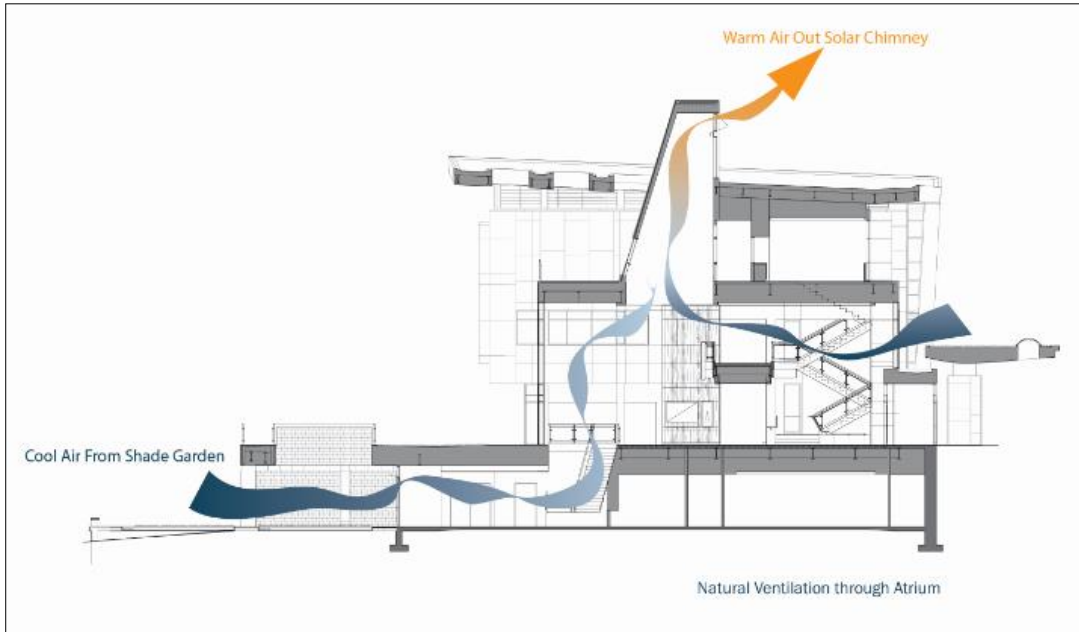 Warm Air Out Solar Chimney
Cool Air From Shade Garden
Natural Ventilation through Atrium